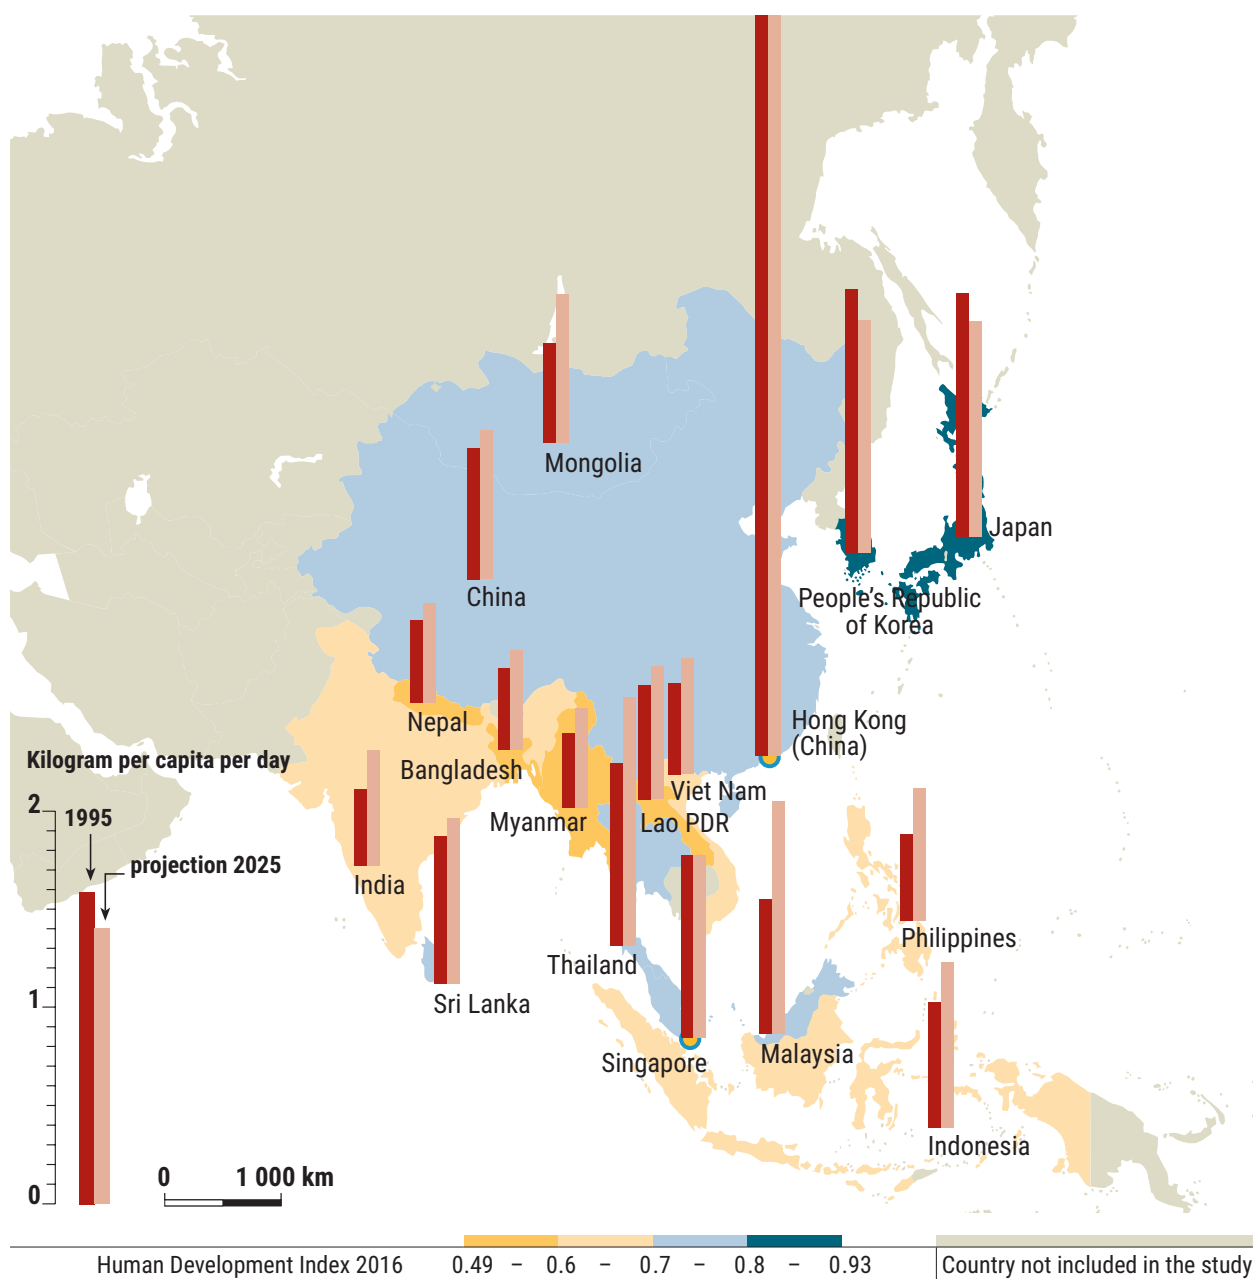 Mongolia
China
Japan
People's Republic
of Korea
Nepal
Hong Kong
(China)
Bangladesh
Viet Nam
Myanmar
Lao PDR
India
Philippines
Thailand
Sri Lanka
Singapore
Malaysia
Indonesia
Kilogram per capita per day
2
1995
projection 2025
1
0
0 1 000 km
Human Development Index 2016 0.49 – 0.6 – 0.7 – 0.8 – 0.93 Country not included in the study